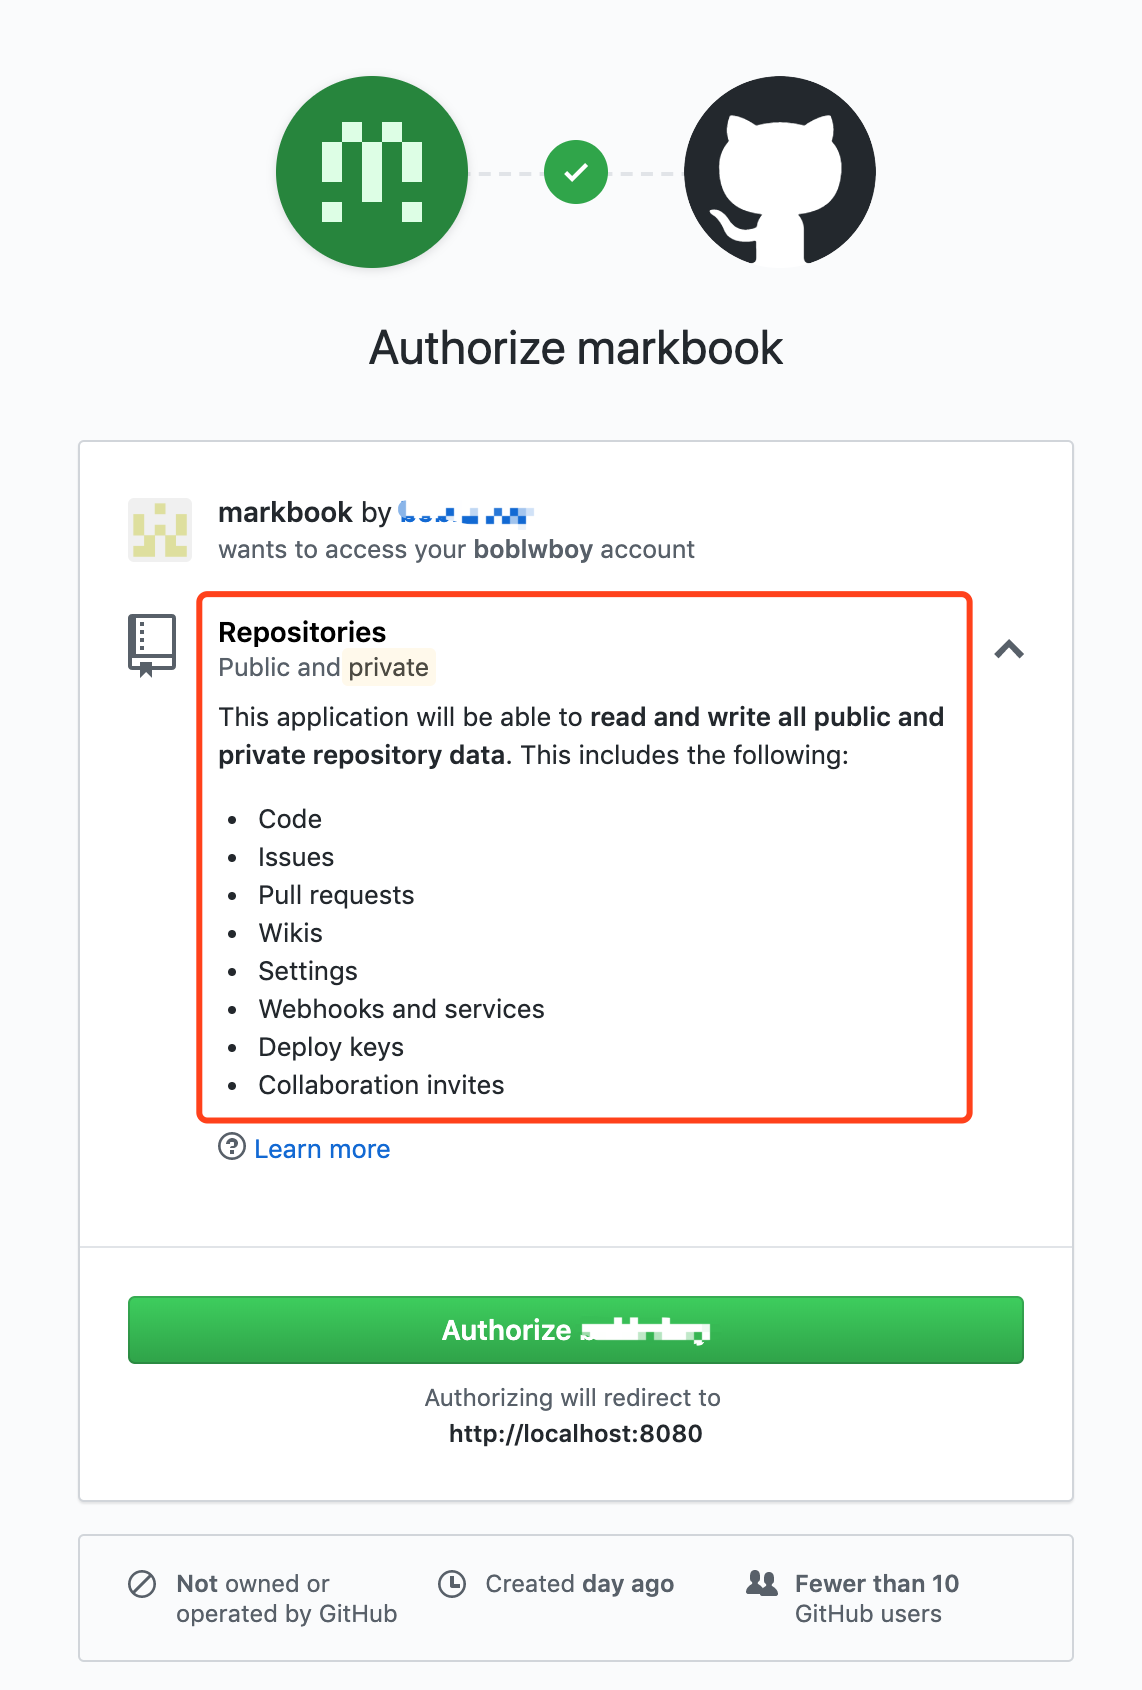 Authorize markbook
markbook by
wants to access your boblwboy account
Repositories
Public and private
This application will be able to read and write all public and
private repository data. This includes the following:
• Code
• Issues
• Pull requests
• Wikis
• Settings
• Webhooks and services
• Deploy keys
• Collaboration invites
Learn more
Authorize
Authorizing will redirect to
http://localhost:8080
Not owned or
operated by GitHub
Created day ago
Fewer than 10
GitHub users